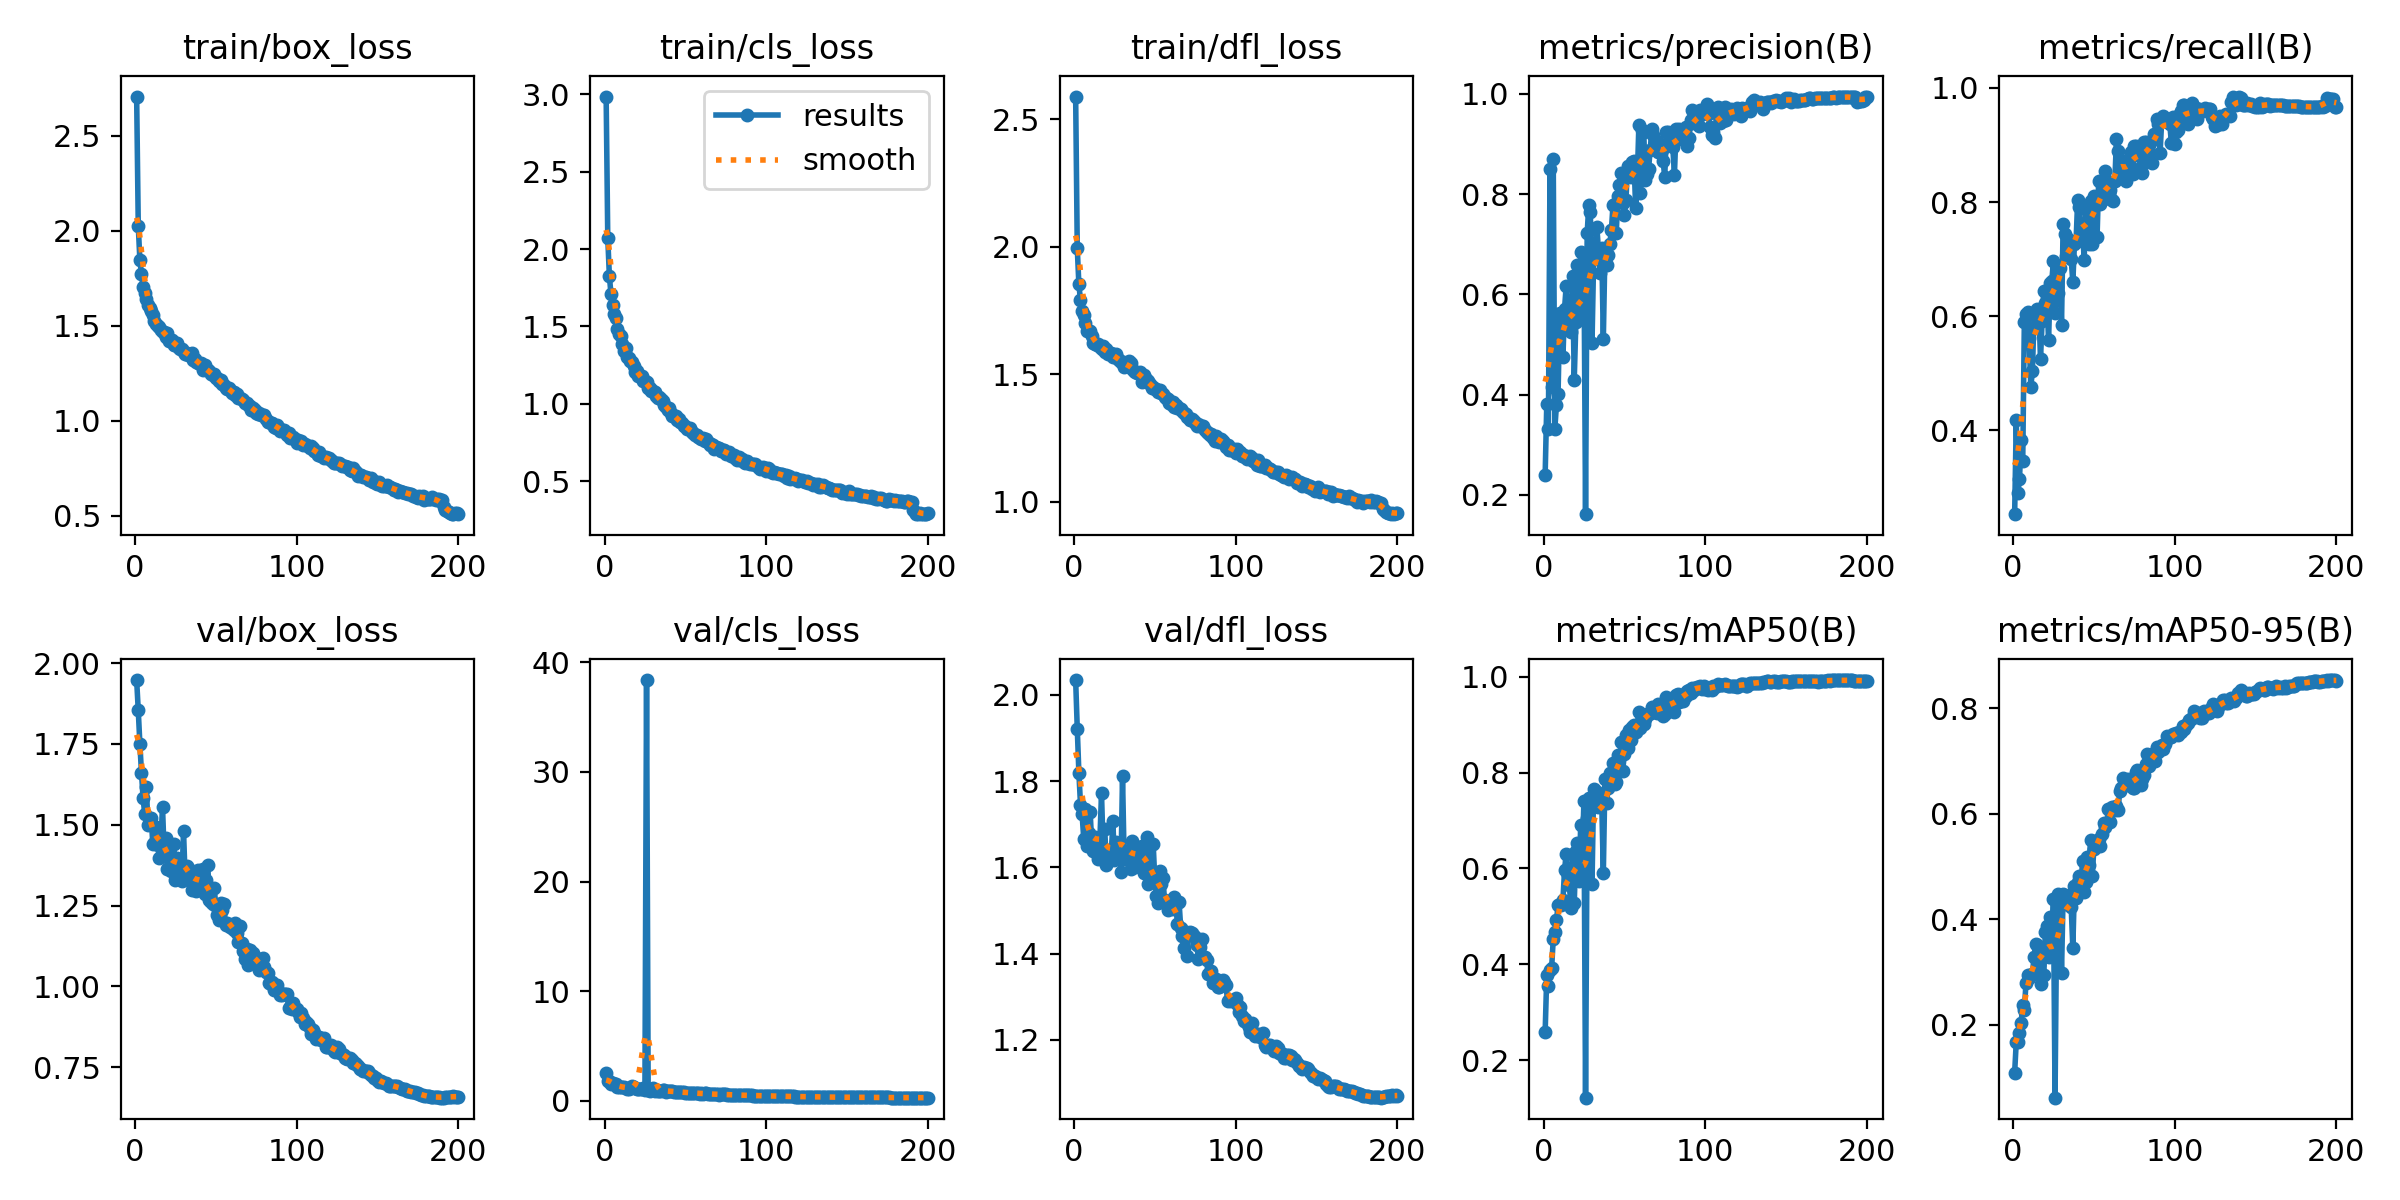 train/box_loss
2.5
2.0
1.5
1.0
0.5
0 100 200
train/cls_loss
results
smooth
3.0
2.5
2.0
1.5
1.0
0.5
0 100 200
train/dfl_loss
2.5
2.0
1.5
1.0
0 100 200
metrics/precision(B)
1.0
0.8
0.6
0.4
0.2
0 100 200
metrics/recall(B)
1.0
0.8
0.6
0.4
0 100 200
val/box_loss
2.00
1.75
1.50
1.25
1.00
0.75
0 100 200
val/cls_loss
40
30
20
10
0
0 100 200
val/dfl_loss
2.0
1.8
1.6
1.4
1.2
0 100 200
metrics/mAP50(B)
1.0
0.8
0.6
0.4
0.2
0 100 200
metrics/mAP50-95(B)
0.8
0.6
0.4
0.2
0 100 200